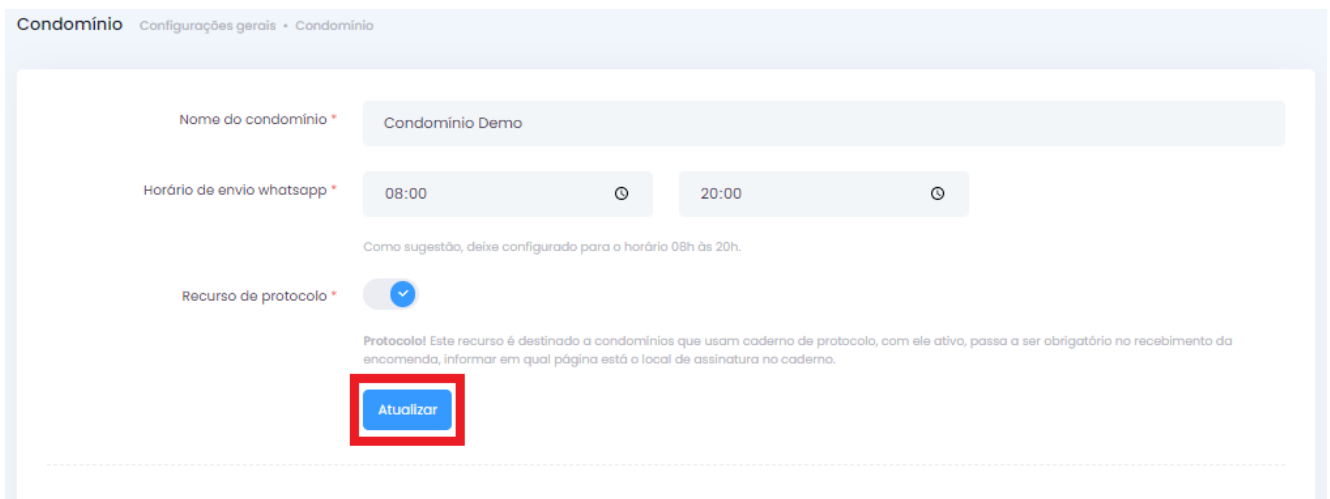 Condomínio Configurações gerais • Condomínio
Nome do condomínio * Condomínio Demo
Horário de envio whatsapp * 08:00 20:00
Como sugestão, deixe configurado para o horário 08h às 20h.
Recurso de protocolo *
Protocolo! Este recurso é destinado a condomínios que usam caderno de protocolo, com ele ativo, passa a ser obrigatório no recebimento da
encomenda, informar em qual página está o local de assinatura no caderno.
Atualizar